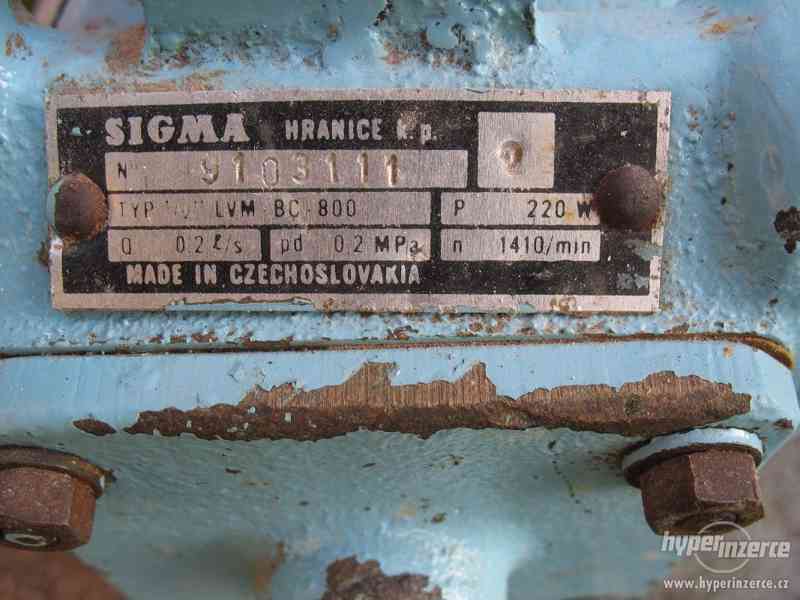 SIGMA HRANICE k.p.
Nº 9103111
TYP LVM BC-800 P 220 W
Q 0.2 ℓ/s pd 0.2 MPa n 1410/min
MADE IN CZECHOSLOVAKIA
hyperinzerce
www.hyperinzerce.cz